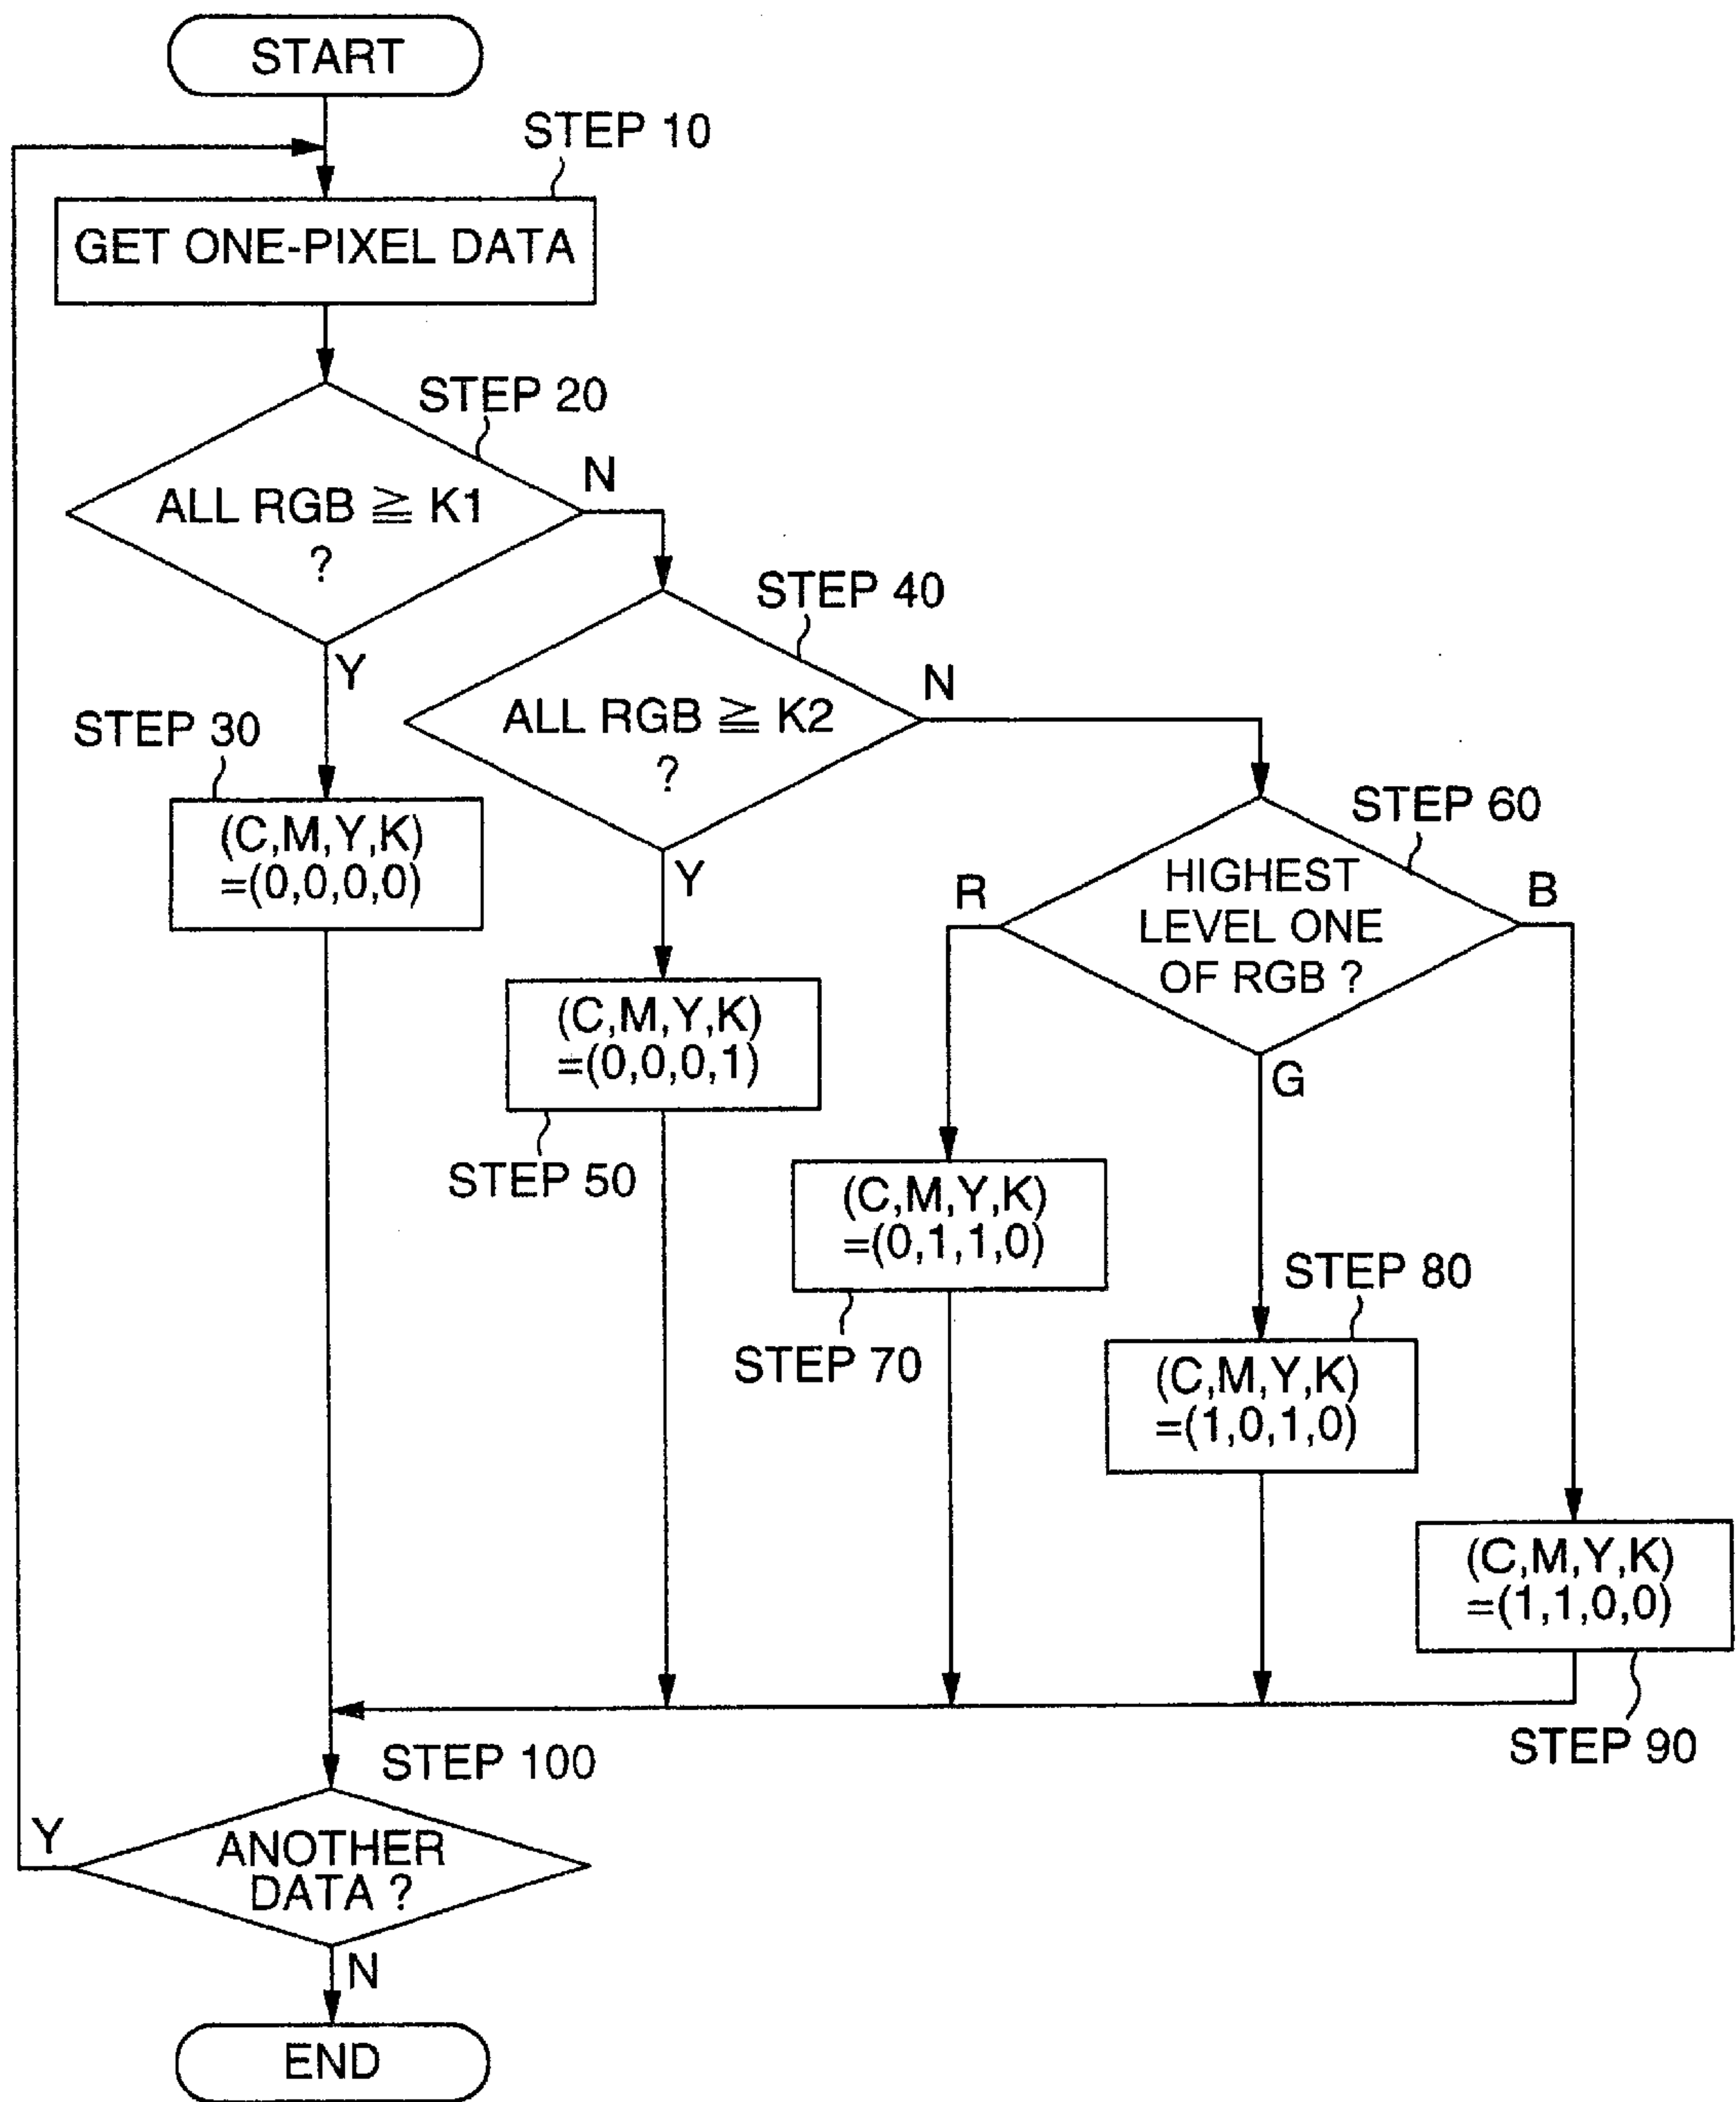 START
STEP 10
GET ONE-PIXEL DATA
STEP 20
ALL RGB ≧ K1
?
N
Y
STEP 30
(C,M,Y,K)
=(0,0,0,0)
STEP 40
ALL RGB ≧ K2
?
N
Y
(C,M,Y,K)
=(0,0,0,1)
STEP 50
STEP 60
HIGHEST
LEVEL ONE
OF RGB ?
R
B
G
(C,M,Y,K)
=(0,1,1,0)
STEP 70
STEP 80
(C,M,Y,K)
=(1,0,1,0)
(C,M,Y,K)
=(1,1,0,0)
STEP 90
STEP 100
Y
ANOTHER
DATA ?
N
END